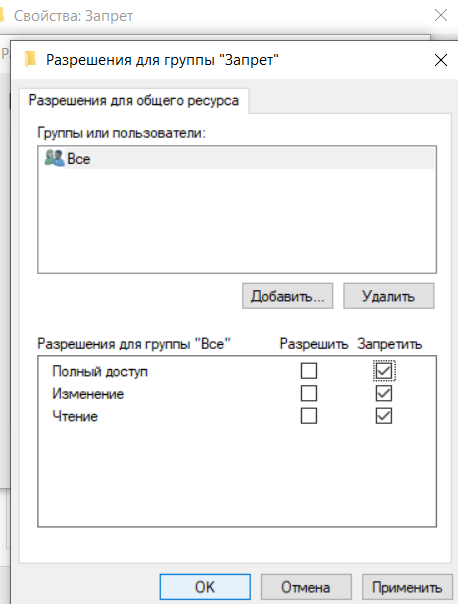 Свойства: Запрет
Разрешения для группы "Запрет"
Разрешения для общего ресурса
Группы или пользователи:
Все
Добавить...
Удалить
Разрешения для группы "Все"
Разрешить
Запретить
Полный доступ
Изменение
Чтение
OK
Отмена
Применить